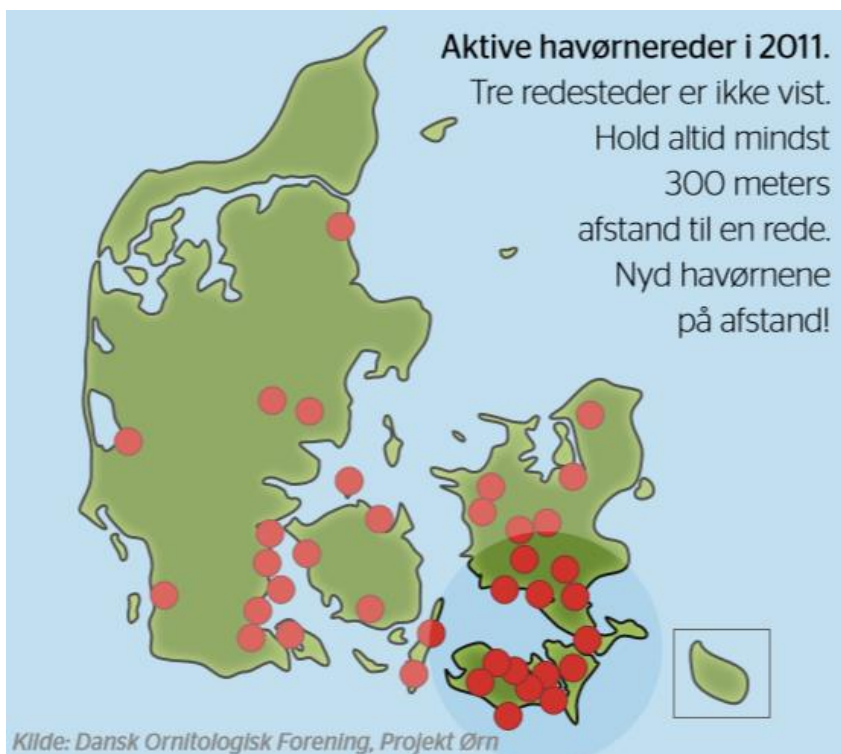 Aktive havørnereder i 2011.
Tre redesteder er ikke vist.
Hold altid mindst
300 meters
afstand til en rede.
Nyd havørnene
på afstand!
Kilde: Dansk Ornitologisk Forening, Projekt Ørn